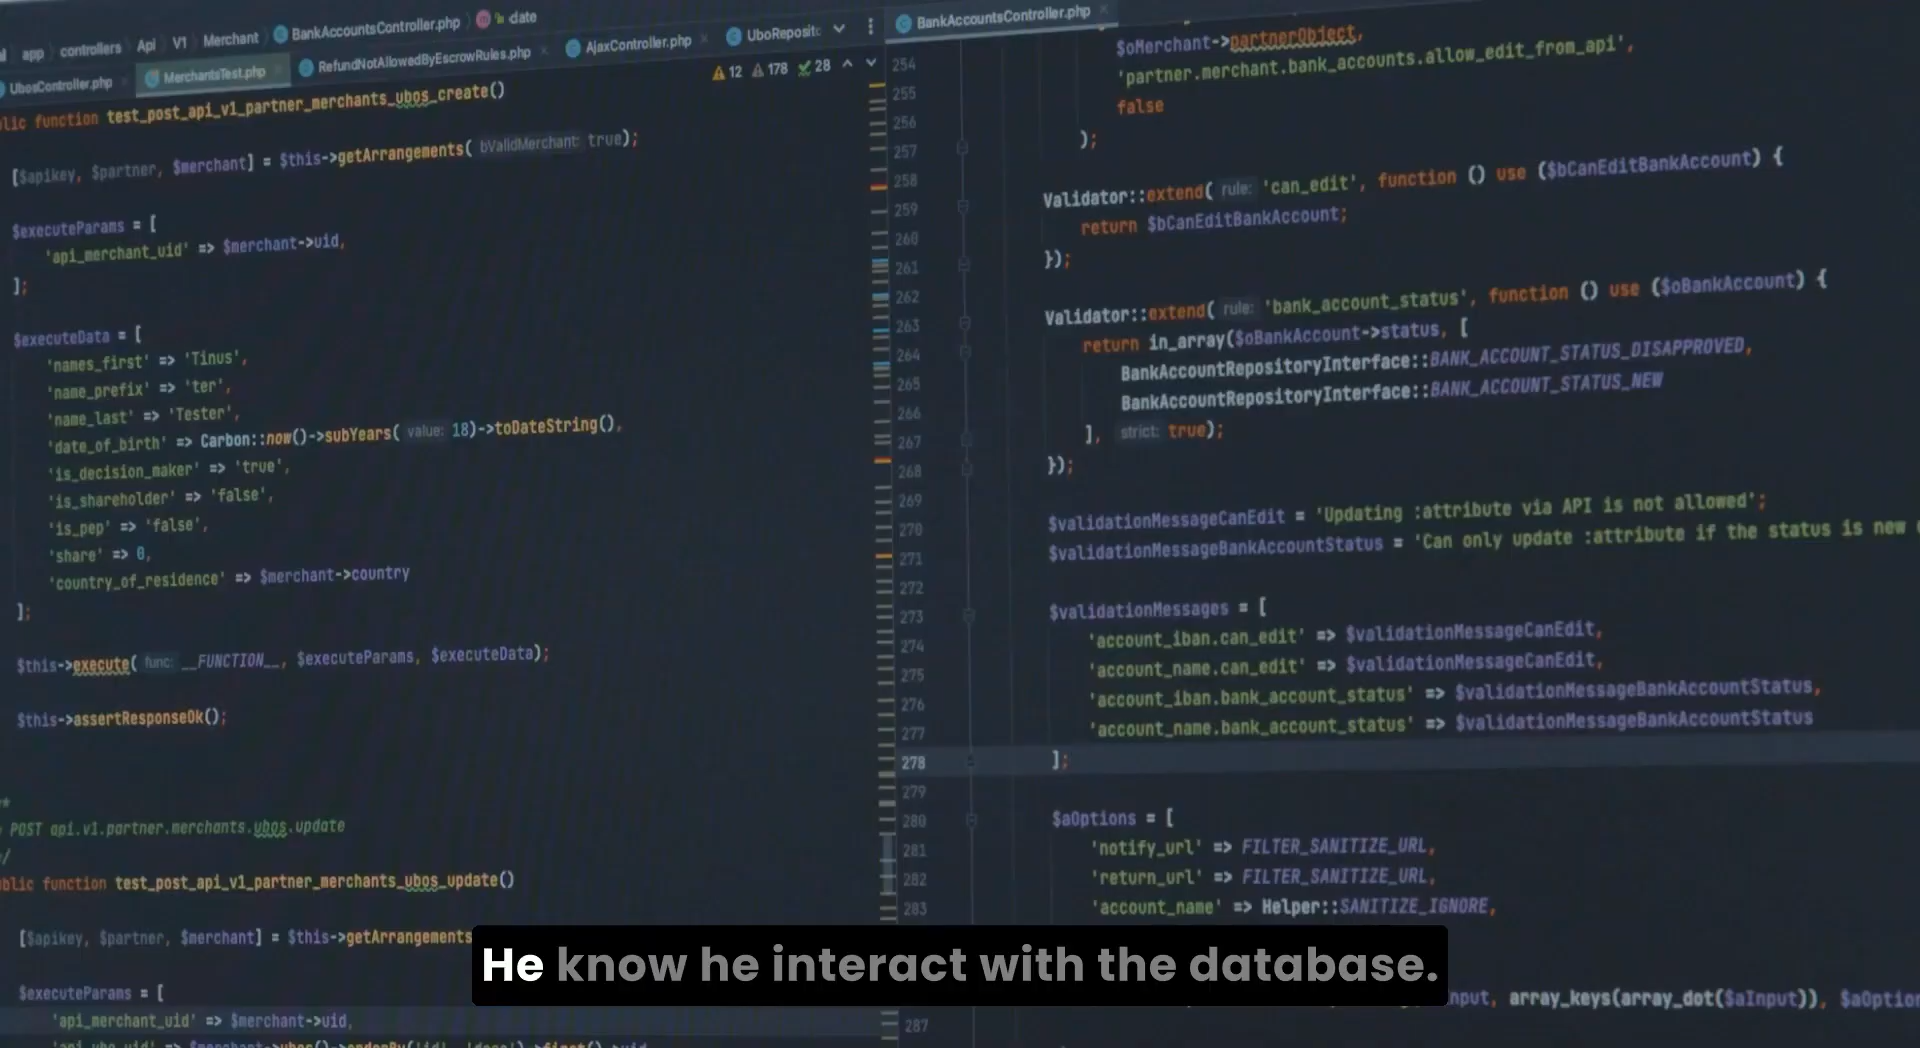 app controllers Api V1 Merchant BankAccountsController.php
UbosController.php MerchantsTest.php RefundNotAllowedByEscrowRules.php AjaxController.php
12 178 28
function test_post_api_v1_partner_merchants_ubos_create()
[$apikey, $partner, $merchant] = $this->getArrangements( bValidMerchant: true);
$executeParams = [
'api_merchant_uid' => $merchant->uid,
];
$executeData = [
'names_first' => 'Tinus',
'name_prefix' => 'ter',
'name_last' => 'Tester',
'date_of_birth' => Carbon::now()->subYears( value: 18)->toDateString(),
'is_decision_maker' => 'true',
'is_shareholder' => 'false',
'is_pep' => 'false',
'share' => 0,
'country_of_residence' => $merchant->country
];
$this->execute( func: __FUNCTION__, $executeParams, $executeData);
$this->assertResponseOk();
POST api.v1.partner.merchants.ubos.update
function test_post_api_v1_partner_merchants_ubos_update()
[$apikey, $partner, $merchant] = $this->getArrangements
$executeParams = [
'api_merchant_uid' => $merchant->uid,
BankAccountsController.php
254 $oMerchant->partnerObject,
255 'partner.merchant.bank_accounts.allow_edit_from_api',
256 false
257 );
258
259 Validator::extend( rule: 'can_edit', function () use ($bCanEditBankAccount) {
260 return $bCanEditBankAccount;
261 });
262
263 Validator::extend( rule: 'bank_account_status', function () use ($oBankAccount) {
264 return in_array($oBankAccount->status, [
265 BankAccountRepositoryInterface::BANK_ACCOUNT_STATUS_DISAPPROVED,
266 BankAccountRepositoryInterface::BANK_ACCOUNT_STATUS_NEW
267 ], strict: true);
268 });
269
270 $validationMessageCanEdit = 'Updating :attribute via API is not allowed';
271 $validationMessageBankAccountStatus = 'Can only update :attribute if the status is new
272
273 $validationMessages = [
274 'account_iban.can_edit' => $validationMessageCanEdit,
275 'account_name.can_edit' => $validationMessageCanEdit,
276 'account_iban.bank_account_status' => $validationMessageBankAccountStatus,
277 'account_name.bank_account_status' => $validationMessageBankAccountStatus
278 ];
279
280 $aOptions = [
281 'notify_url' => FILTER_SANITIZE_URL,
282 'return_url' => FILTER_SANITIZE_URL,
283 'account_name' => Helper::SANITIZE_IGNORE,
array_keys(array_dot($aInput)),
287
He know he interact with the database.